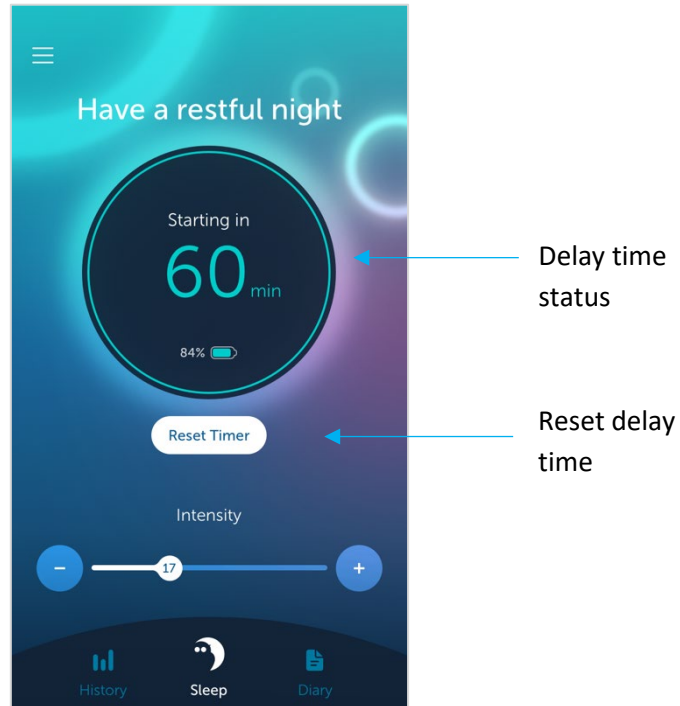 Have a restful night
Starting in
60 min
84%
Delay time
status
Reset Timer
Reset delay
time
Intensity
-
17
+
History
Sleep
Diary